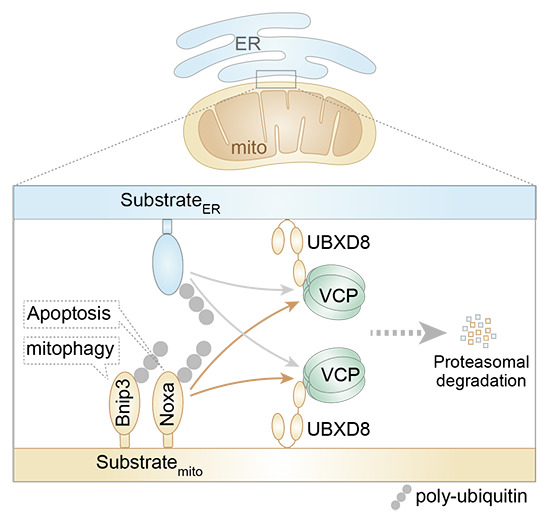 ER
mito
Substrate ER
UBXD8
VCP
Apoptosis
mitophagy
Bnip3
Noxa
VCP
UBXD8
Proteasomal
degradation
Substrate mito
poly-ubiquitin